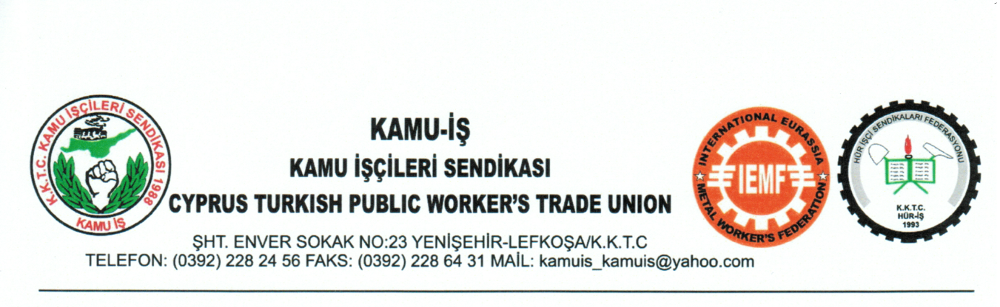 K.K.T.C. KAMU İŞÇİLERİ SENDİKASI 1988
KAMU İŞ
KAMU-İŞ
KAMU İŞÇİLERİ SENDİKASI
CYPRUS TURKISH PUBLIC WORKER'S TRADE UNION
ŞHT. ENVER SOKAK NO:23 YENİŞEHİR-LEFKOŞA/K.K.T.C
TELEFON: (0392) 228 24 56 FAKS: (0392) 228 64 31 MAİL: kamuis_kamuis@yahoo.com
INTERNATIONAL EURASSIA
IEMF
METAL WORKER'S FEDERATION
HÜR İŞÇİ SENDİKALARI FEDERASYONU
K.K.T.C.
HÜR-İŞ
1993